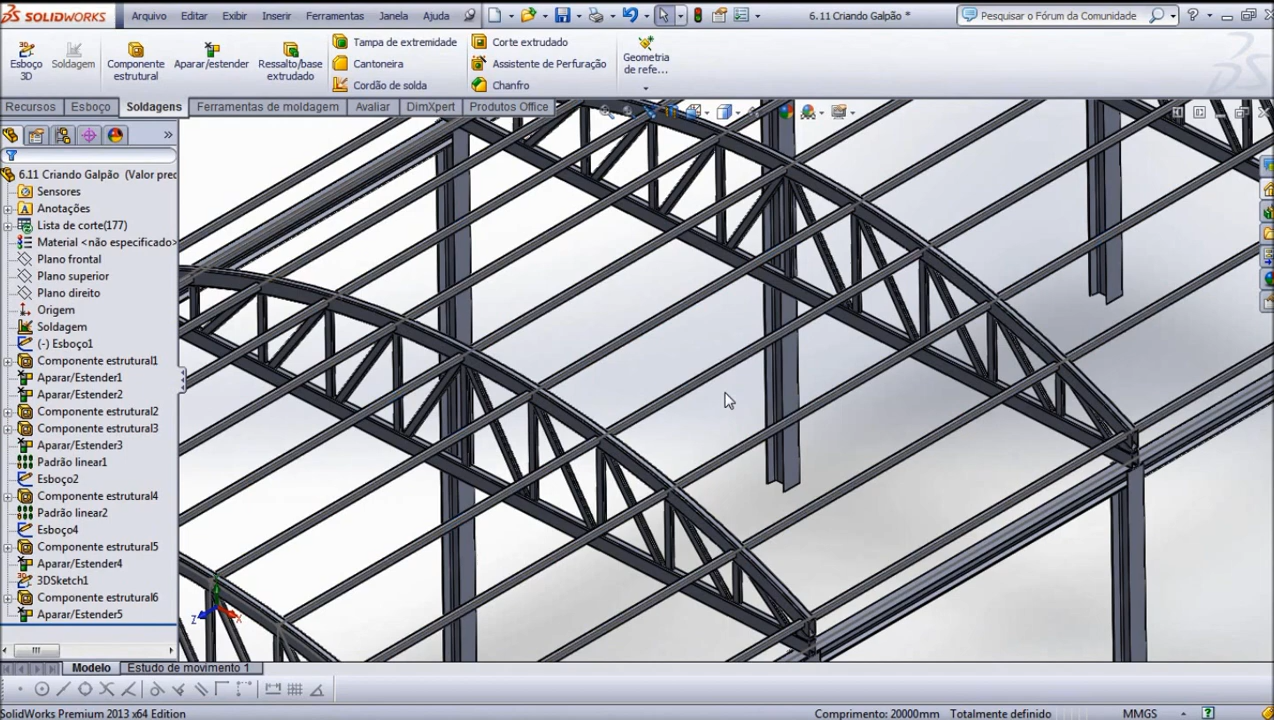 SOLIDWORKS Arquivo Editar Exibir Inserir Ferramentas Janela Ajuda 6.11 Criando Galpão * Pesquisar o Fórum da Comunidade
Esboço 3D
Soldagem
Componente estrutural
Aparar/estender
Ressalto/base extrudado
Tampa de extremidade
Cantoneira
Cordão de solda
Corte extrudado
Assistente de Perfuração
Chanfro
Geometria de refe...
Recursos Esboço Soldagens Ferramentas de moldagem Avaliar DimXpert Produtos Office
6.11 Criando Galpão (Valor prec
Sensores
Anotações
Lista de corte(177)
Material <não especificado>
Plano frontal
Plano superior
Plano direito
Origem
Soldagem
(-) Esboço1
Componente estrutural1
Aparar/Estender1
Aparar/Estender2
Componente estrutural2
Componente estrutural3
Aparar/Estender3
Padrão linear1
Esboço2
Componente estrutural4
Padrão linear2
Esboço4
Componente estrutural5
Aparar/Estender4
3DSketch1
Componente estrutural6
Aparar/Estender5
Z X
Modelo Estudo de movimento 1
SolidWorks Premium 2013 x64 Edition Comprimento: 20000mm Totalmente definido MMGS